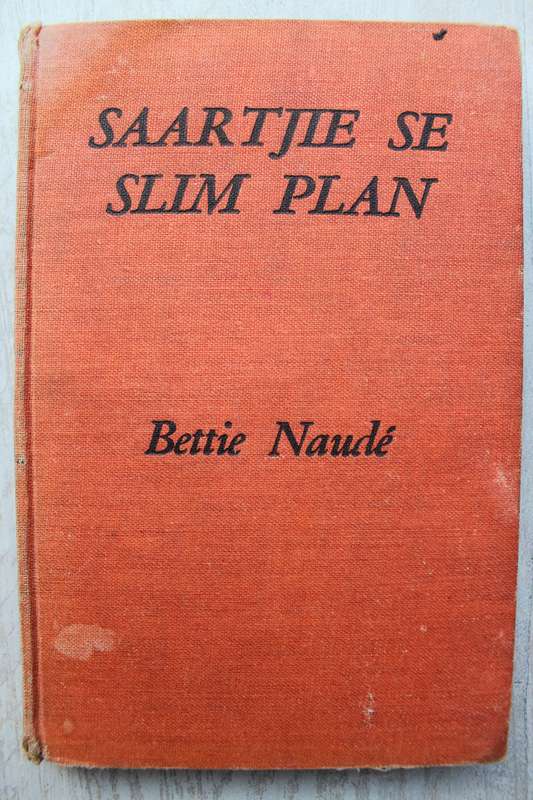 SAARTJIE SE
SLIM PLAN
Bettie Naudé